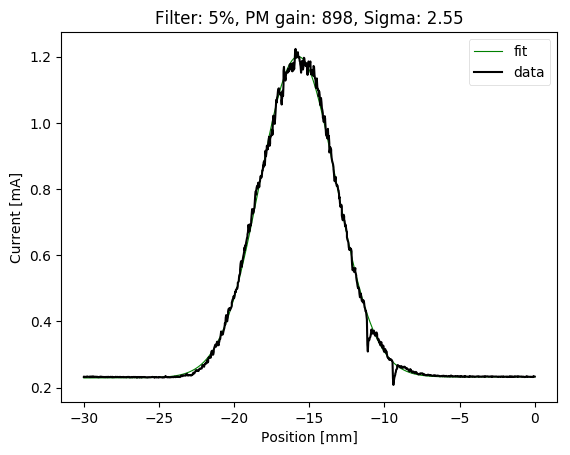 Filter: 5%, PM gain: 898, Sigma: 2.55
fit
data
Current [mA]
1.2
1.0
0.8
0.6
0.4
0.2
−30 −25 −20 −15 −10 −5 0
Position [mm]